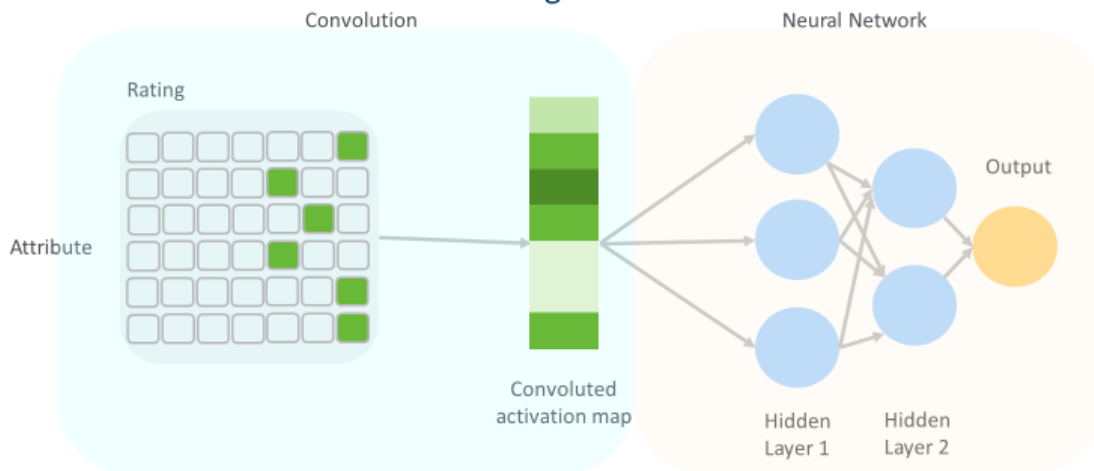 Convolution
Neural Network
Rating
Attribute
Output
Convoluted
activation map
Hidden
Layer 1
Hidden
Layer 2